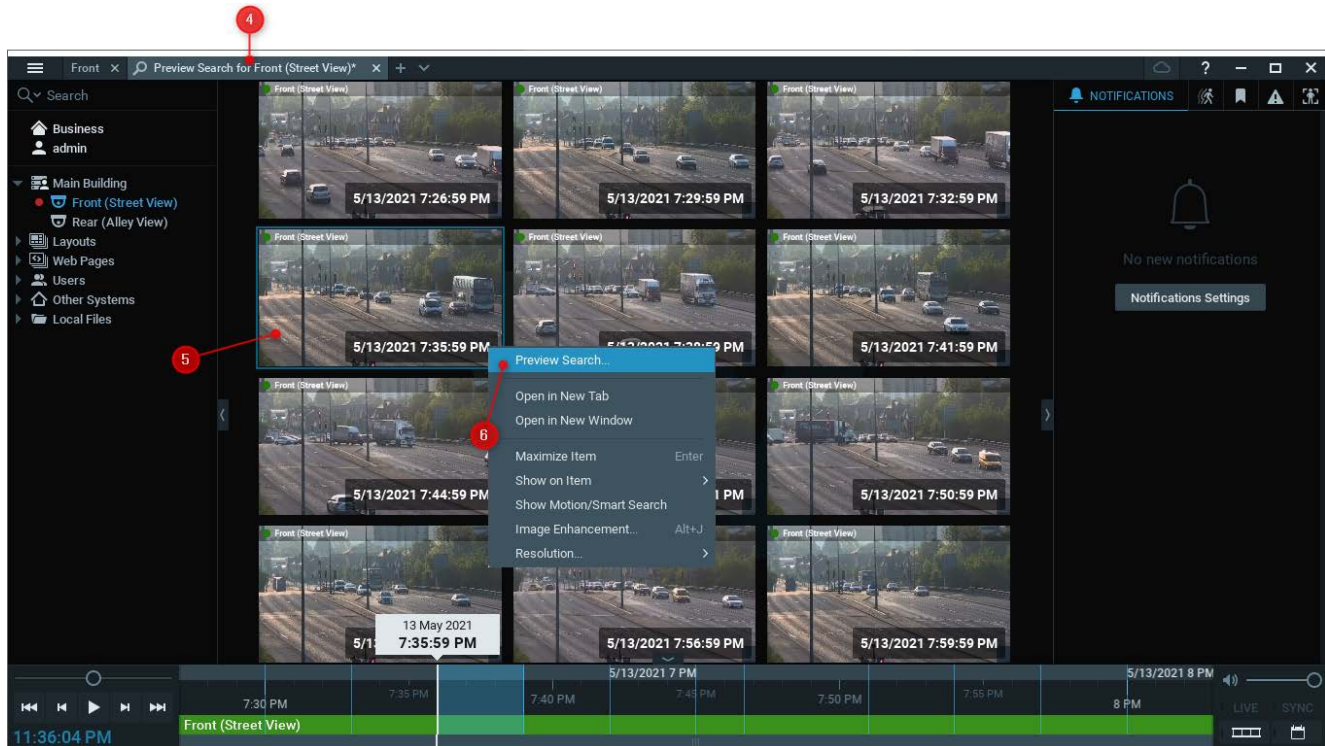 4
Front
Preview Search for Front (Street View)*
?
Search
Business
admin
Main Building
Front (Street View)
Rear (Alley View)
Layouts
Web Pages
Users
Other Systems
Local Files
Front (Street View)
5/13/2021 7:26:59 PM
Front (Street View)
5/13/2021 7:29:59 PM
Front (Street View)
5/13/2021 7:32:59 PM
Front (Street View)
5/13/2021 7:35:59 PM
Front (Street View)
PM
Front (Street View)
5/13/2021 7:41:59 PM
5
Front (Street View)
5/13/2021 7:44:59 PM
1 PM
Front (Street View)
5/13/2021 7:50:59 PM
Preview Search...
Open in New Tab
Open in New Window
6
Maximize Item Enter
Show on Item
Show Motion/Smart Search
Image Enhancement... Alt+J
Resolution...
Front (Street View)
5/1
5/13/2021 7:56:59 PM
Front (Street View)
5/13/2021 7:59:59 PM
NOTIFICATIONS
No new notifications
Notifications Settings
13 May 2021
7:35:59 PM
5/13/2021 7 PM
5/13/2021 8 PM
7:30 PM
7:35 PM
7:40 PM
7:45 PM
7:50 PM
7:55 PM
8 PM
Front (Street View)
11:36:04 PM
LIVE
SYNC